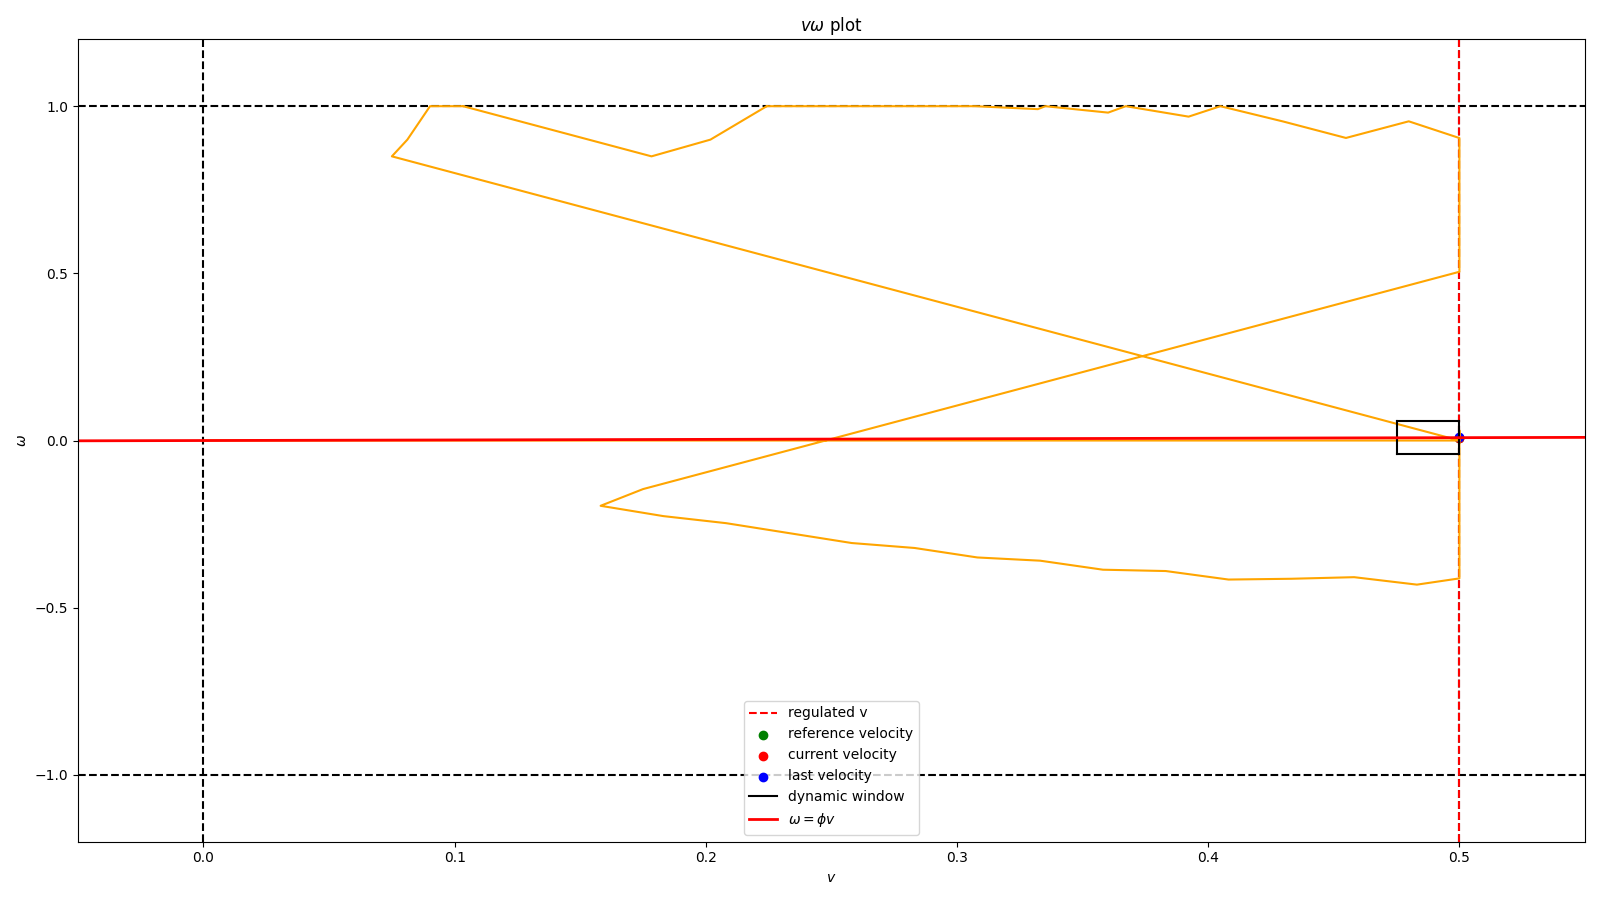 vω plot
1.0
0.5
0.0
−0.5
−1.0
ω
regulated v
reference velocity
current velocity
last velocity
dynamic window
ω = ϕv
0.0 0.1 0.2 0.3 0.4 0.5
v